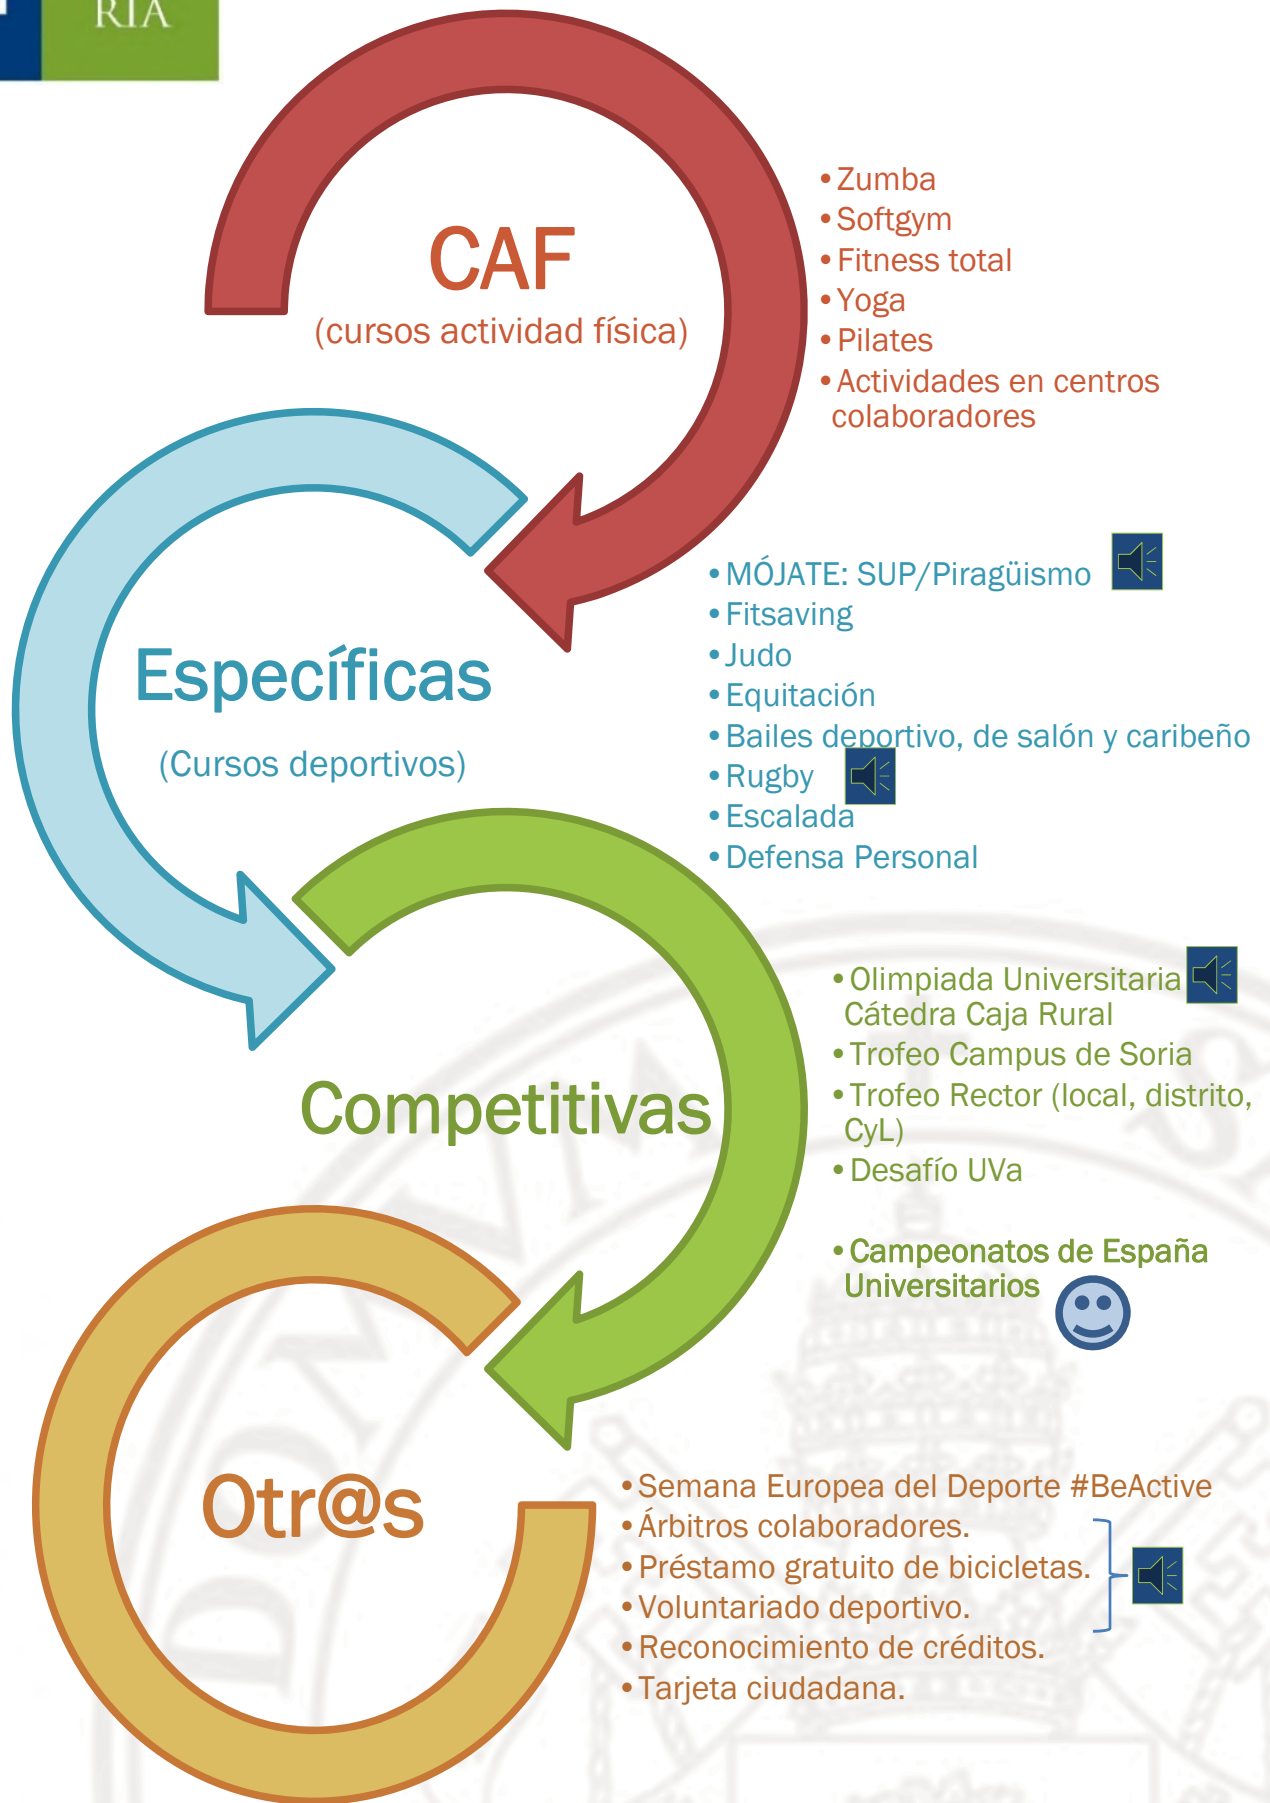 RIA
CAF
(cursos actividad física)
•Zumba
•Softgym
•Fitness total
•Yoga
•Pilates
•Actividades en centros
colaboradores
Específicas
(Cursos deportivos)
•MÓJATE: SUP/Piragüismo
•Fitsaving
•Judo
•Equitación
•Bailes deportivo, de salón y caribeño
•Rugby
•Escalada
•Defensa Personal
Competitivas
•Olimpiada Universitaria
Cátedra Caja Rural
•Trofeo Campus de Soria
•Trofeo Rector (local, distrito,
CyL)
•Desafío UVa
•Campeonatos de España
Universitarios
Otr@s
•Semana Europea del Deporte #BeActive
•Árbitros colaboradores.
•Préstamo gratuito de bicicletas.
•Voluntariado deportivo.
•Reconocimiento de créditos.
•Tarjeta ciudadana.